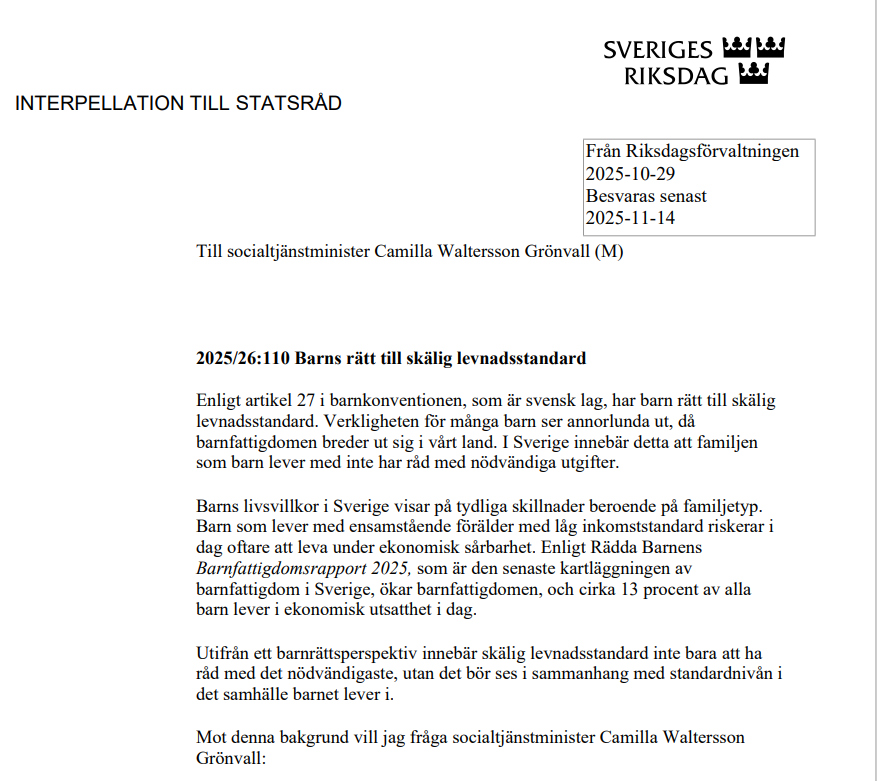 SVERIGES
RIKSDAG
INTERPELLATION TILL STATSRÅD
Från Riksdagsförvaltningen
2025-10-29
Besvaras senast
2025-11-14
Till socialtjänstminister Camilla Waltersson Grönvall (M)
2025/26:110 Barns rätt till skälig levnadsstandard
Enligt artikel 27 i barnkonventionen, som är svensk lag, har barn rätt till skälig
levnadsstandard. Verkligheten för många barn ser annorlunda ut, då
barnfattigdomen breder ut sig i vårt land. I Sverige innebär detta att familjen
som barn lever med inte har råd med nödvändiga utgifter.
Barns livsvillkor i Sverige visar på tydliga skillnader beroende på familjetyp.
Barn som lever med ensamstående förälder med låg inkomststandard riskerar i
dag oftare att leva under ekonomisk sårbarhet. Enligt Rädda Barnens
Barnfattigdomsrapport 2025, som är den senaste kartläggningen av
barnfattigdom i Sverige, ökar barnfattigdomen, och cirka 13 procent av alla
barn lever i ekonomisk utsatthet i dag.
Utifrån ett barnrättsperspektiv innebär skälig levnadsstandard inte bara att ha
råd med det nödvändigaste, utan det bör ses i sammanhang med standardnivån i
det samhälle barnet lever i.
Mot denna bakgrund vill jag fråga socialtjänstminister Camilla Waltersson
Grönvall: